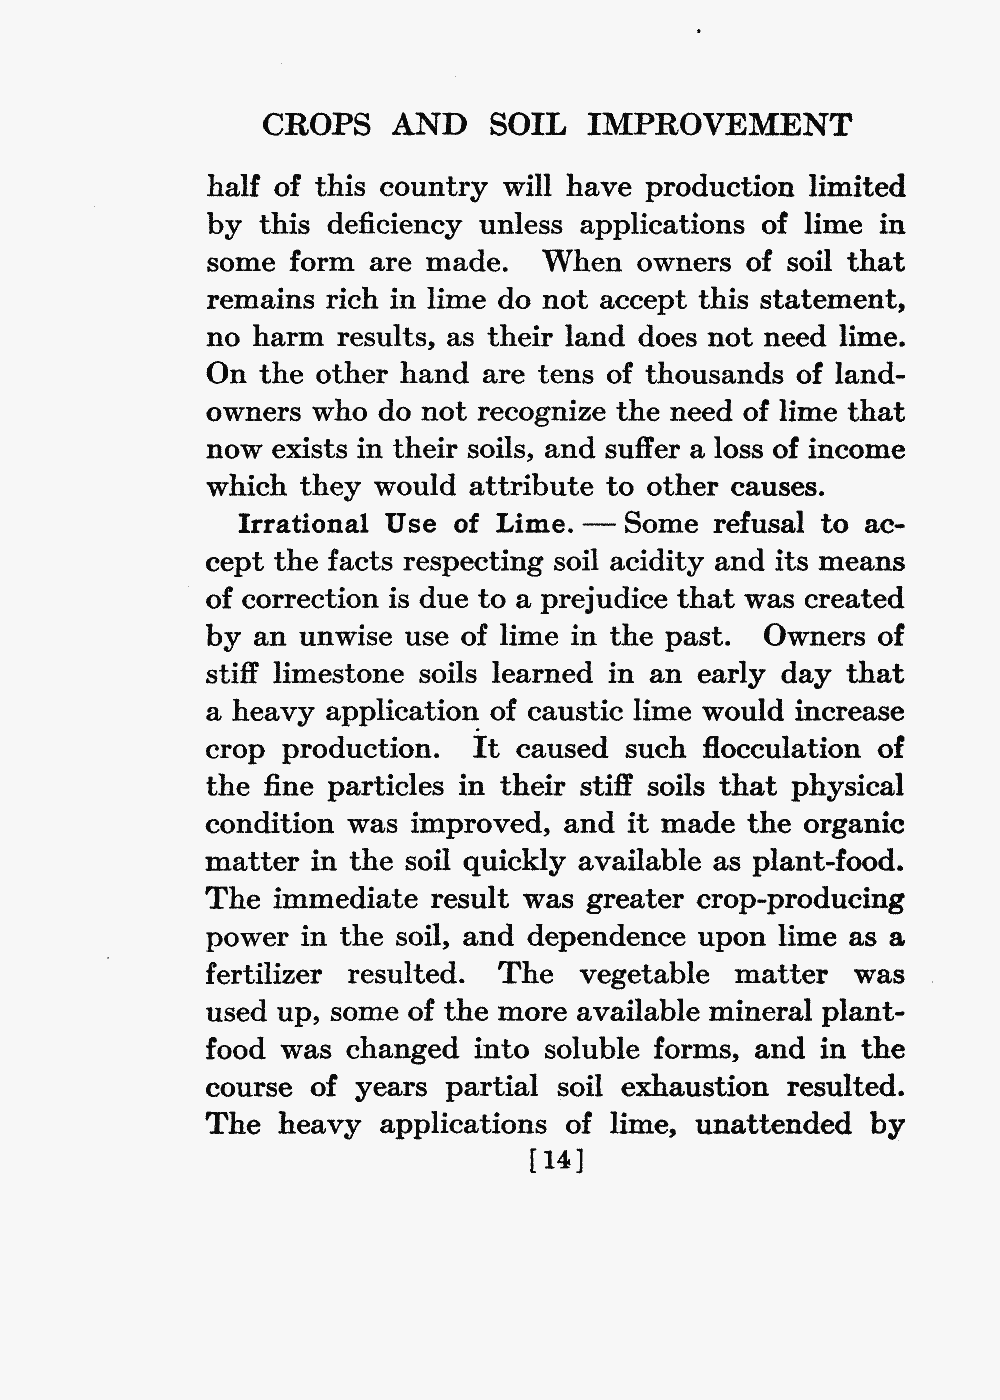 CROPS AND SOIL IMPROVEMENT
half of this country will have production limited
by this deficiency unless applications of lime in
some form are made. When owners of soil that
remains rich in lime do not accept this statement,
no harm results, as their land does not need lime.
On the other hand are tens of thousands of land-
owners who do not recognize the need of lime that
now exists in their soils, and suffer a loss of income
which they would attribute to other causes.
Irrational Use of Lime. — Some refusal to ac-
cept the facts respecting soil acidity and its means
of correction is due to a prejudice that was created
by an unwise use of lime in the past. Owners of
stiff limestone soils learned in an early day that
a heavy application of caustic lime would increase
crop production. It caused such flocculation of
the fine particles in their stiff soils that physical
condition was improved, and it made the organic
matter in the soil quickly available as plant-food.
The immediate result was greater crop-producing
power in the soil, and dependence upon lime as a
fertilizer resulted. The vegetable matter was
used up, some of the more available mineral plant-
food was changed into soluble forms, and in the
course of years partial soil exhaustion resulted.
The heavy applications of lime, unattended by
[14]